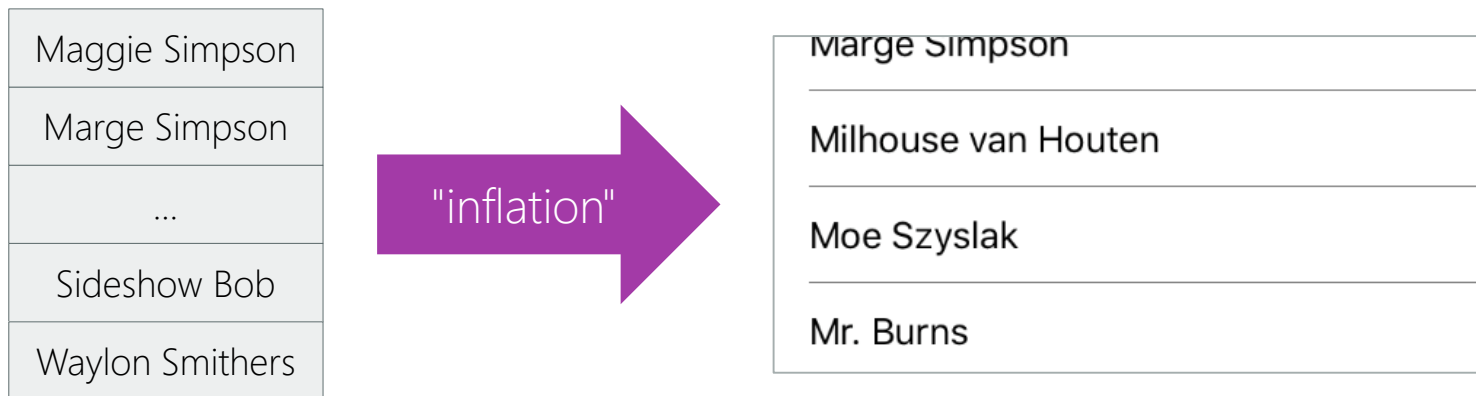 Maggie Simpson
Marge Simpson
...
Sideshow Bob
Waylon Smithers
"inflation"
Marge Simpson
Milhouse van Houten
Moe Szyslak
Mr. Burns